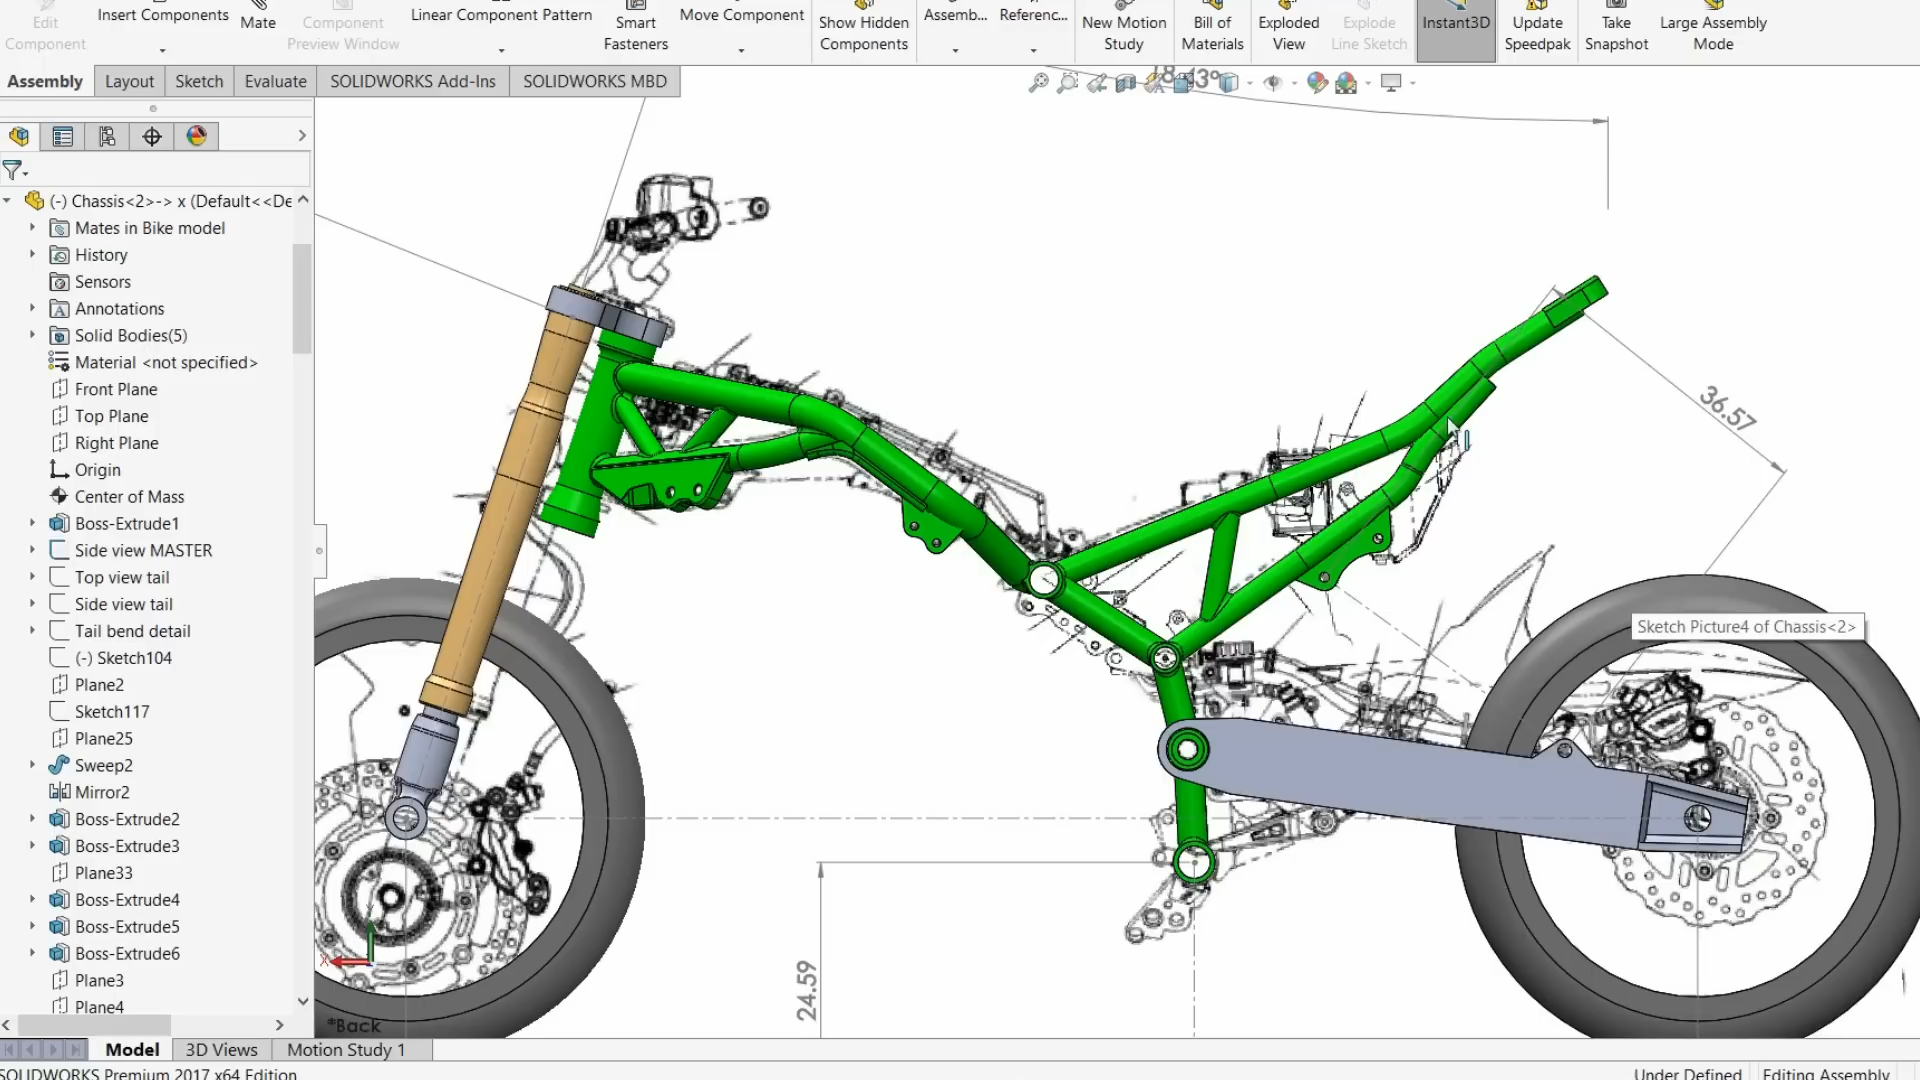 Edit
Component
Insert Components
Mate
Component
Preview Window
Linear Component Pattern
Smart
Fasteners
Move Component
Show Hidden
Components
Assemb...
Referenc...
New Motion
Study
Bill of
Materials
Exploded
View
Explode
Line Sketch
Instant3D
Update
Speedpak
Take
Snapshot
Large Assembly
Mode
Assembly
Layout
Sketch
Evaluate
SOLIDWORKS Add-Ins
SOLIDWORKS MBD
(-) Chassis<2>-> x (Default<<De
Mates in Bike model
History
Sensors
Annotations
Solid Bodies(5)
Material <not specified>
Front Plane
Top Plane
Right Plane
Origin
Center of Mass
Boss-Extrude1
Side view MASTER
Top view tail
Side view tail
Tail bend detail
(-) Sketch104
Plane2
Sketch117
Plane25
Sweep2
Mirror2
Boss-Extrude2
Boss-Extrude3
Plane33
Boss-Extrude4
Boss-Extrude5
Boss-Extrude6
Plane3
Plane4
36.57
Sketch Picture4 of Chassis<2>
24.59
X
*Back
Model
3D Views
Motion Study 1
SOLIDWORKS Premium 2017 x64 Edition
Under Defined
Editing Assembly